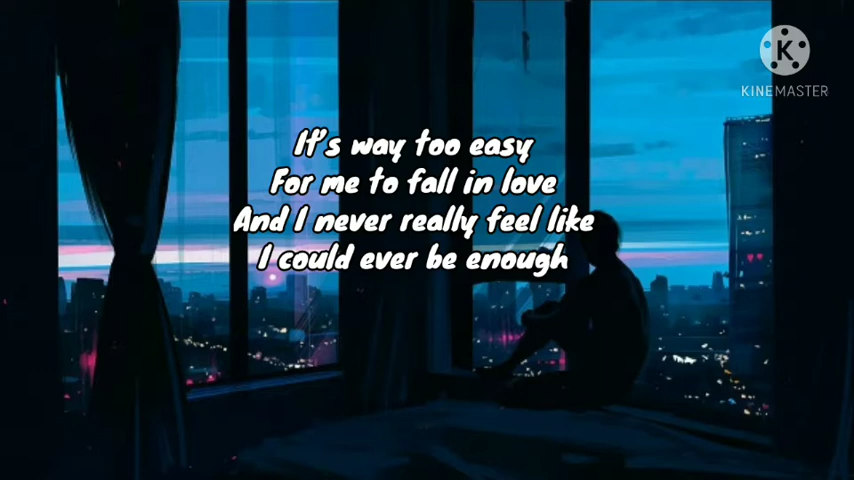 KINEMASTER
It's way too easy
For me to fall in love
And I never really feel like
I could ever be enough